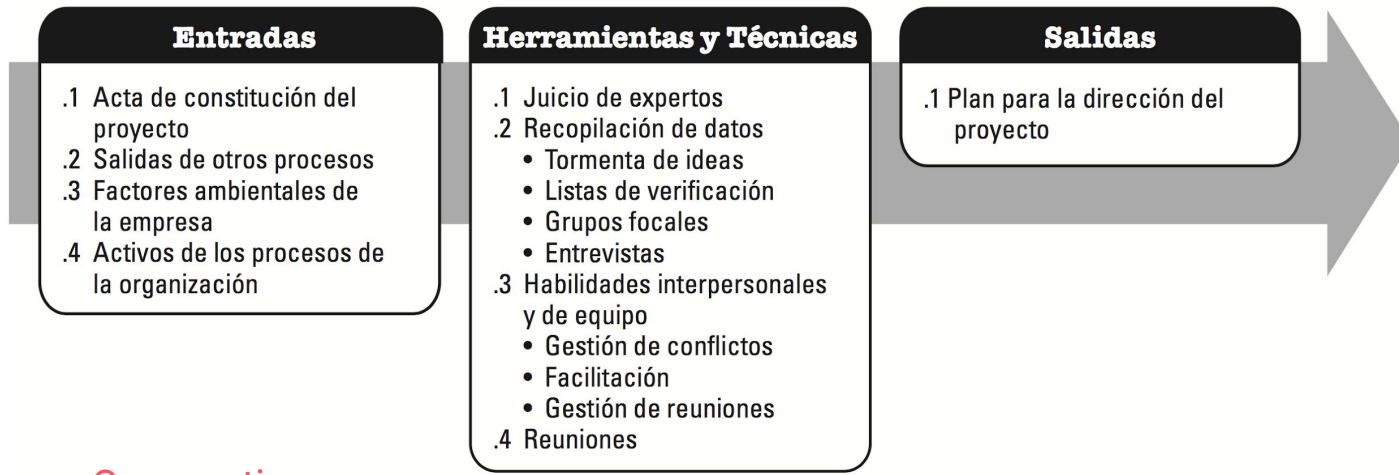 Entradas
.1 Acta de constitución del
proyecto
.2 Salidas de otros procesos
.3 Factores ambientales de
la empresa
.4 Activos de los procesos de
la organización
Herramientas y Técnicas
.1 Juicio de expertos
.2 Recopilación de datos
• Tormenta de ideas
• Listas de verificación
• Grupos focales
• Entrevistas
.3 Habilidades interpersonales
y de equipo
• Gestión de conflictos
• Facilitación
• Gestión de reuniones
.4 Reuniones
Salidas
.1 Plan para la dirección del
proyecto